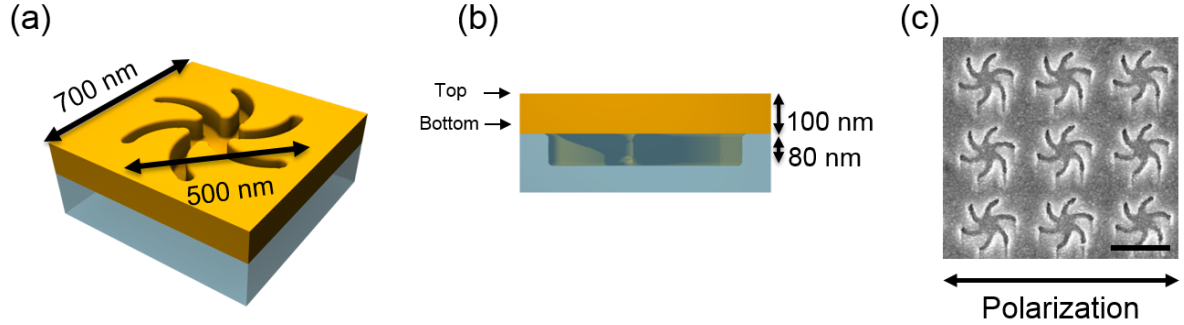 (a)
700 nm
500 nm
(b)
Top
Bottom
100 nm
80 nm
(c)
Polarization